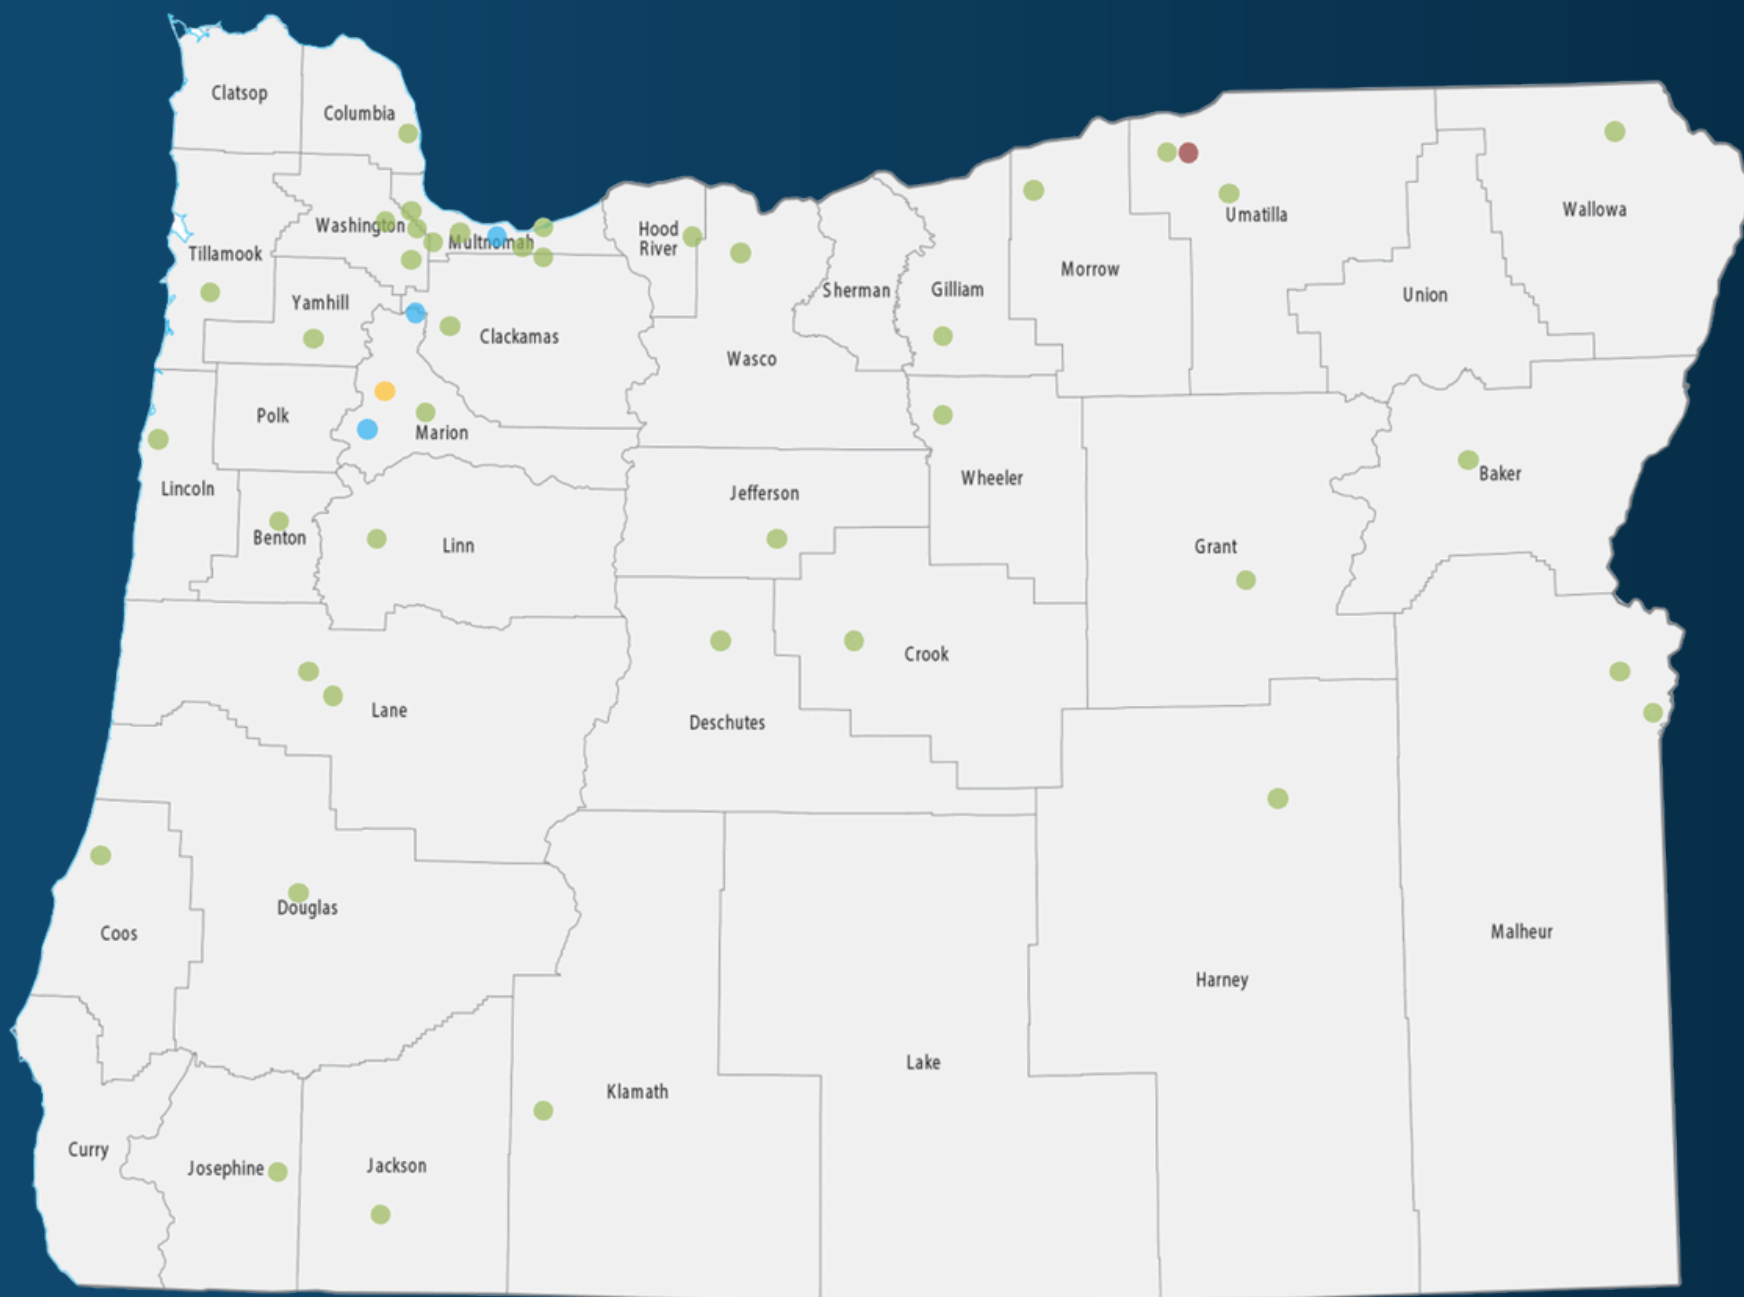 Clatsop
Columbia
Washington
Multnomah
Hood
River
Tillamook
Yamhill
Clackamas
Wasco
Sherman
Gilliam
Morrow
Umatilla
Union
Wallowa
Polk
Marion
Lincoln
Benton
Linn
Jefferson
Wheeler
Grant
Baker
Lane
Deschutes
Crook
Coos
Douglas
Harney
Malheur
Klamath
Lake
Curry
Josephine
Jackson